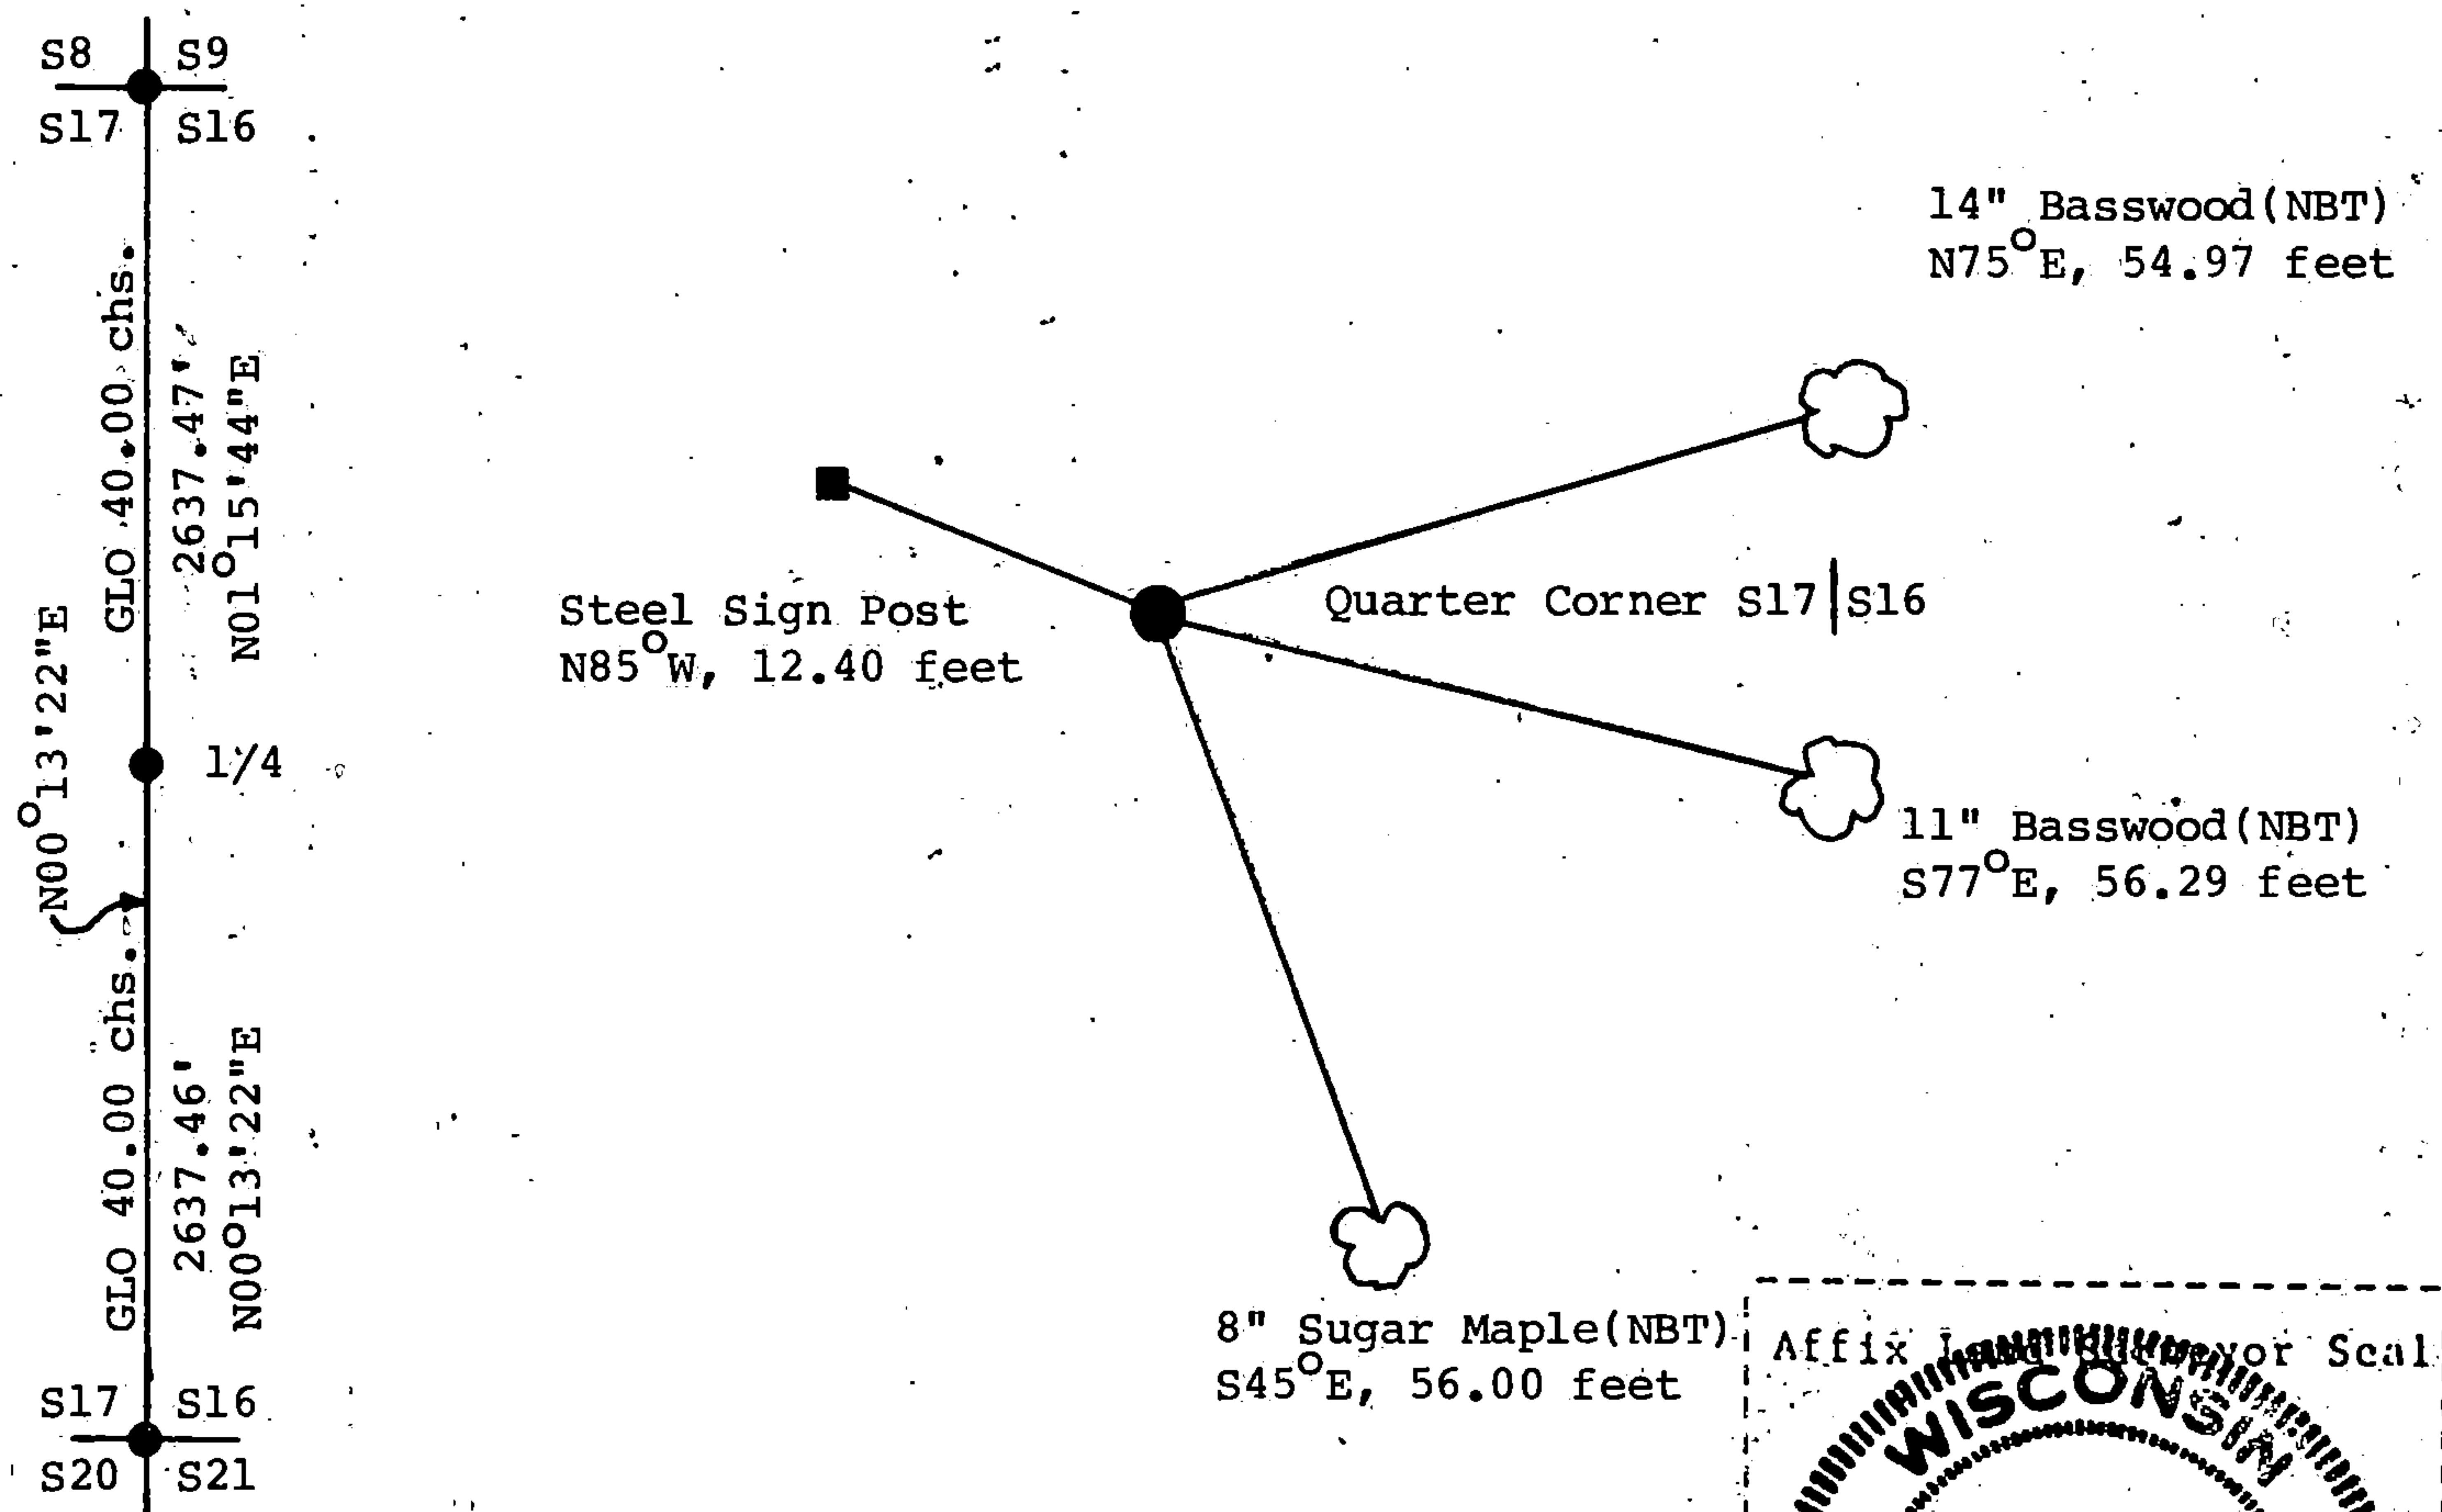 S8 S9
S17 S16
GLO 40.00 chs.
2637.47'
N01°15'44"E
N00°13'22"E
1/4
GLO 40.00 chs.
2637.46'
N00°13'22"E
S17 S16
S20 S21
14" Basswood(NBT)
N75°E, 54.97 feet
Steel Sign Post
N85°W, 12.40 feet
Quarter Corner S17|S16
11" Basswood(NBT)
S77°E, 56.29 feet
8" Sugar Maple(NBT)
S45°E, 56.00 feet
Affix Land Surveyor Seal
WISCONSIN